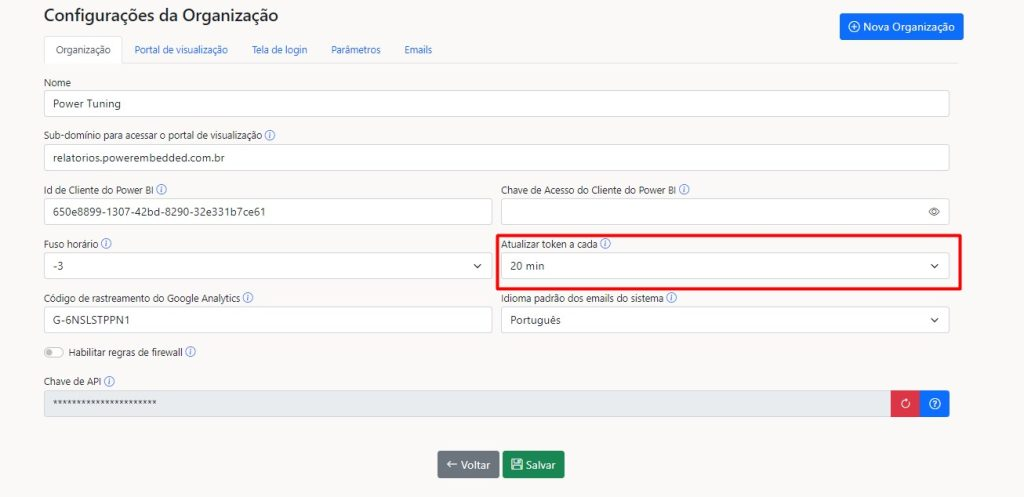 Configurações da Organização
Nova Organização
Organização Portal de visualização Tela de login Parâmetros Emails
Nome
Power Tuning
Sub-domínio para acessar o portal de visualização
relatorios.powerembedded.com.br
Id de Cliente do Power BI Chave de Acesso do Cliente do Power BI
650e8899-1307-42bd-8290-32e331b7ce61
Fuso horário Atualizar token a cada
-3 20 min
Código de rastreamento do Google Analytics Idioma padrão dos emails do sistema
G-6NSLSTPPN1 Português
Habilitar regras de firewall
Chave de API
**********************
Voltar Salvar